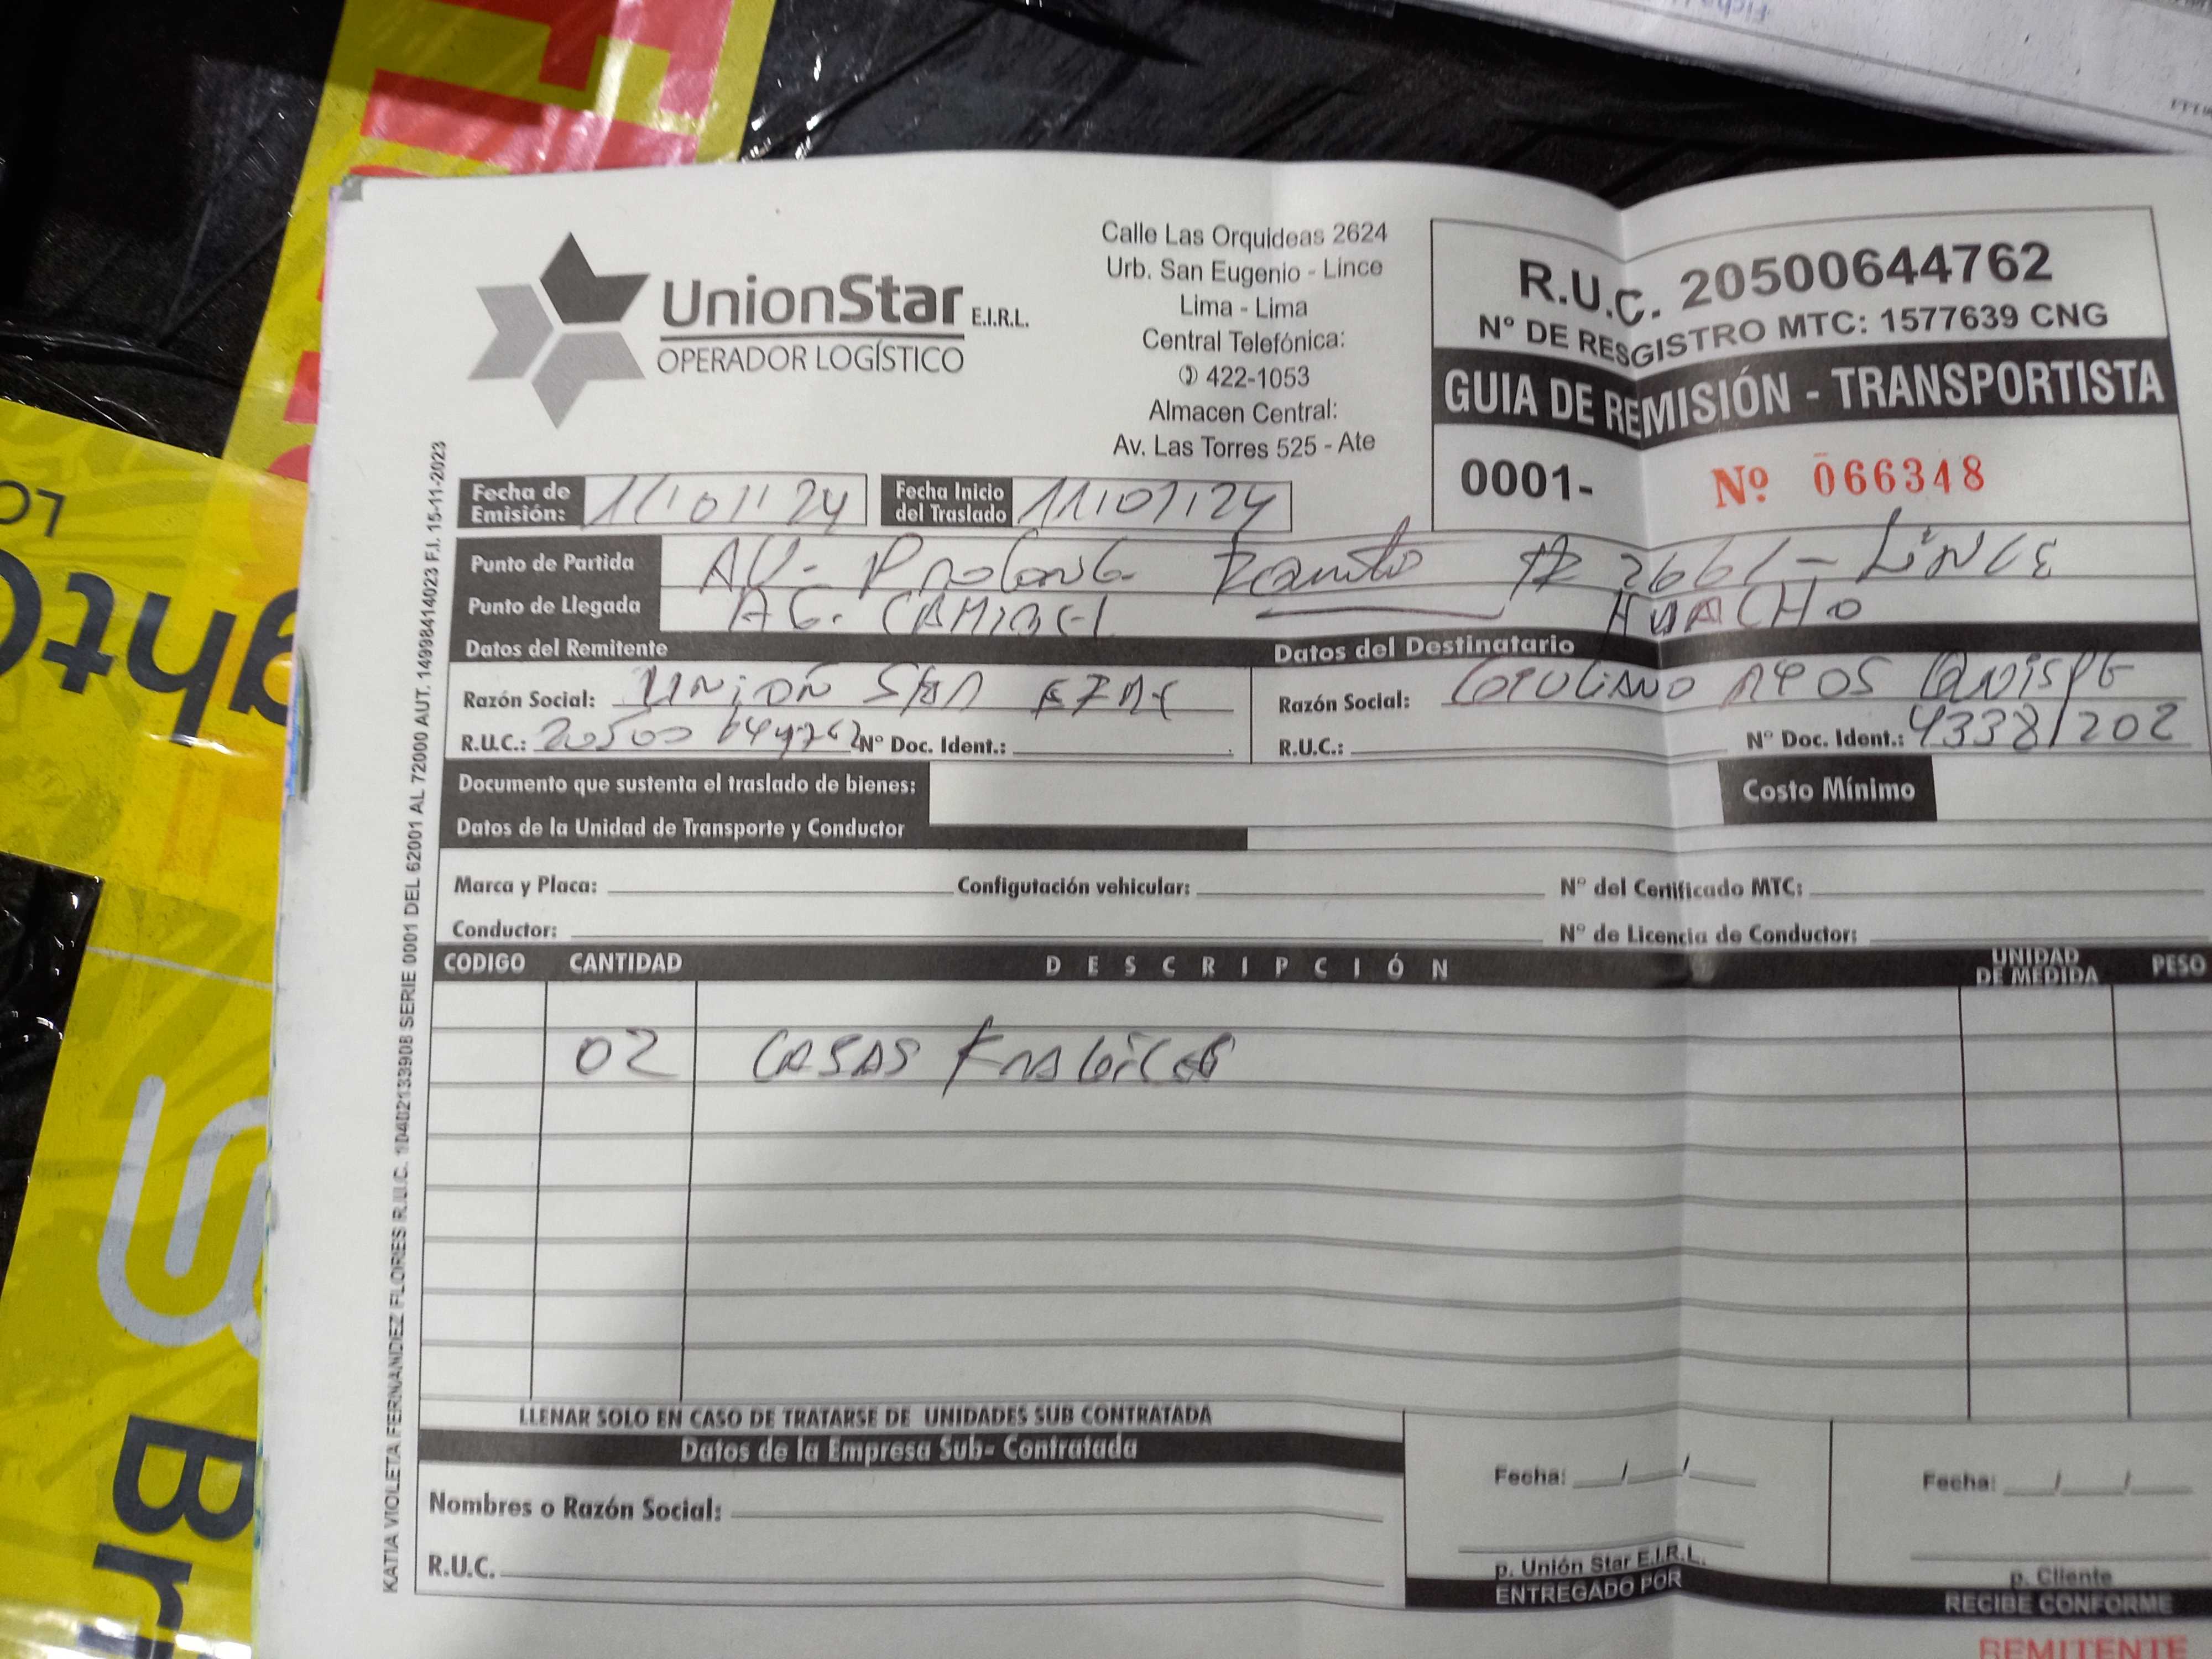 UnionStar E.I.R.L.
OPERADOR LOGÍSTICO
Calle Las Orquideas 2624
Urb. San Eugenio - Lince
Lima - Lima
Central Telefónica:
422-1053
Almacen Central:
Av. Las Torres 525 - Ate
R.U.C. 20500644762
Nº DE RESGISTRO MTC: 1577639 CNG
GUIA DE REMISIÓN - TRANSPORTISTA
0001- Nº 066348
Fecha de Emisión: 11/01/24
Fecha Inicio del Traslado 11/01/24
Punto de Partida AV- Prolong. 2661 - LINCE
Punto de Llegada AG. HUACHO
Datos del Remitente
Razón Social: UNION STAR
R.U.C.: 20500644762 Nº Doc. Ident.:
Datos del Destinatario
Razón Social: QUISPE
R.U.C.: Nº Doc. Ident.: 43381202
Documento que sustenta el traslado de bienes:
Costo Mínimo
Datos de la Unidad de Transporte y Conductor
Marca y Placa: Configutación vehicular: Nº del Certificado MTC:
Conductor: Nº de Licencia de Conductor:
CODIGO CANTIDAD DESCRIPCIÓN UNIDAD DE MEDIDA PESO
02
LLENAR SOLO EN CASO DE TRATARSE DE UNIDADES SUB CONTRATADA
Datos de la Empresa Sub- Contratada
Nombres o Razón Social:
R.U.C.
Fecha: / /
p. Unión Star E.I.R.L.
ENTREGADO POR
Fecha: / /
p. Cliente
RECIBE CONFORME
REMITENTE
KATIA VIOLETA FERNANDEZ FLORES R.U.C. 10402133908 SERIE 0001 DEL 62001 AL 72000 AUT. 14998414023 F.I. 15-11-2023
Br